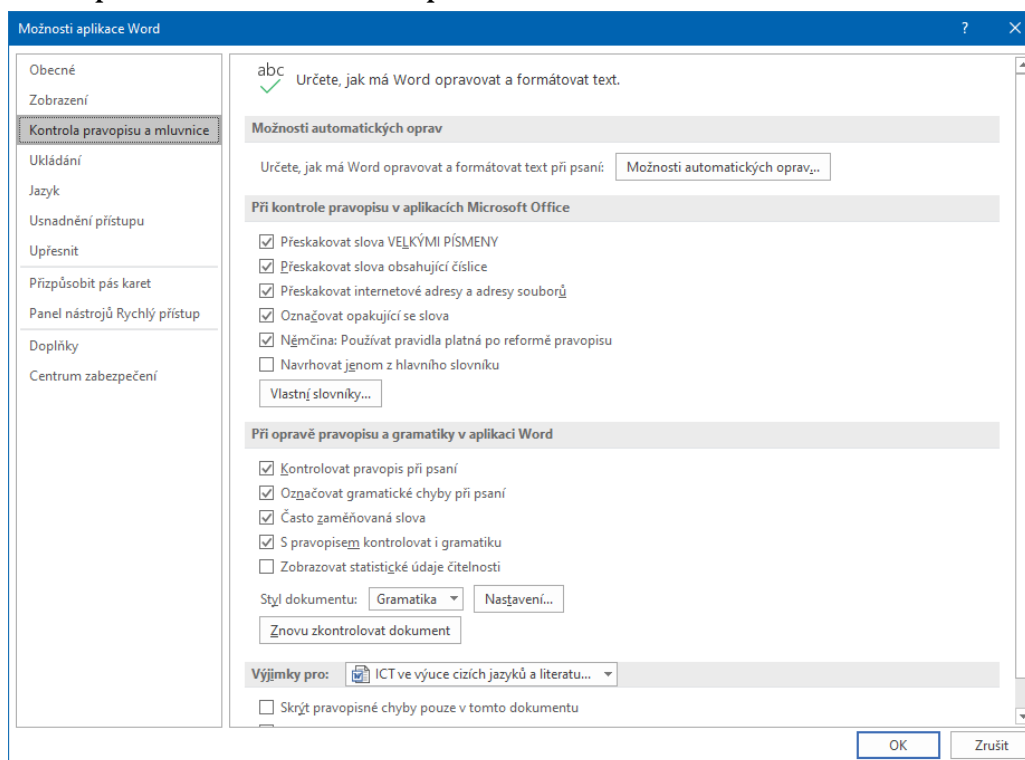 Možnosti aplikace Word
?
Obecné
Zobrazení
Kontrola pravopisu a mluvnice
Ukládání
Jazyk
Usnadnění přístupu
Upřesnit
Přizpůsobit pás karet
Panel nástrojů Rychlý přístup
Doplňky
Centrum zabezpečení
abc
Určete, jak má Word opravovat a formátovat text.
Možnosti automatických oprav
Určete, jak má Word opravovat a formátovat text při psaní: Možnosti automatických oprav...
Při kontrole pravopisu v aplikacích Microsoft Office
Přeskakovat slova VELKÝMI PÍSMENY
Přeskakovat slova obsahující číslice
Přeskakovat internetové adresy a adresy souborů
Označovat opakující se slova
Němčina: Používat pravidla platná po reformě pravopisu
Navrhovat jenom z hlavního slovníku
Vlastní slovníky...
Při opravě pravopisu a gramatiky v aplikaci Word
Kontrolovat pravopis při psaní
Označovat gramatické chyby při psaní
Často zaměňovaná slova
S pravopisem kontrolovat i gramatiku
Zobrazovat statistické údaje čitelnosti
Styl dokumentu: Gramatika Nastavení...
Znovu zkontrolovat dokument
Výjimky pro: ICT ve výuce cizích jazyků a literatu...
Skrýt pravopisné chyby pouze v tomto dokumentu
OK Zrušit